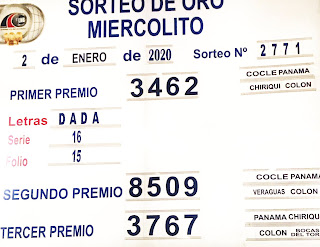 SORTEO DE ORO
MIERCOLITO
2 de ENERO de 2020 Sorteo Nº 2771
PRIMER PREMIO 3462 COCLE PANAMA
CHIRIQUI COLON
Letras DADA
Serie 16
Folio 15
SEGUNDO PREMIO 8509 COCLE PANAMA
VERAGUAS COLON
TERCER PREMIO 3767 PANAMA CHIRIQUI
COLON BOCAS DEL TOR